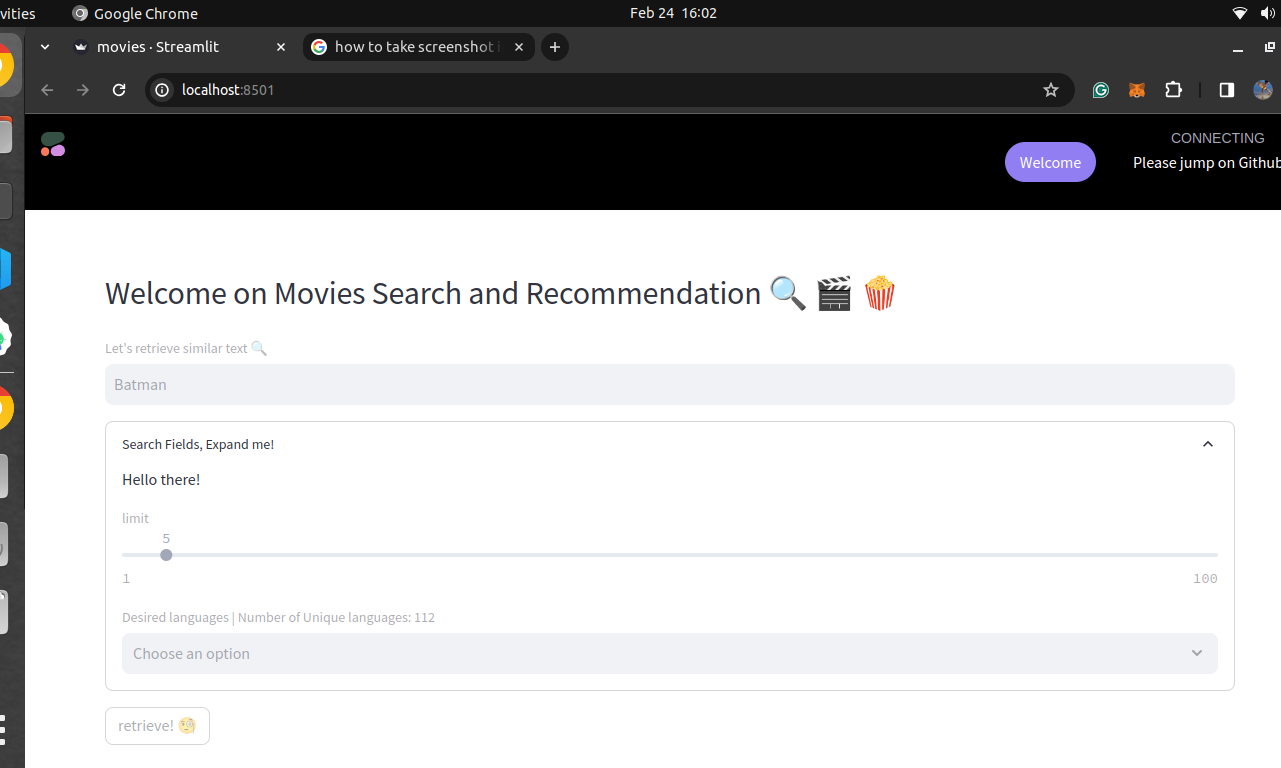 vities Google Chrome Feb 24 16:02
movies · Streamlit how to take screenshot
localhost:8501
CONNECTING
Welcome Please jump on Github
Welcome on Movies Search and Recommendation
Let's retrieve similar text
Batman
Search Fields, Expand me!
Hello there!
limit
5
1 100
Desired languages | Number of Unique languages: 112
Choose an option
retrieve!